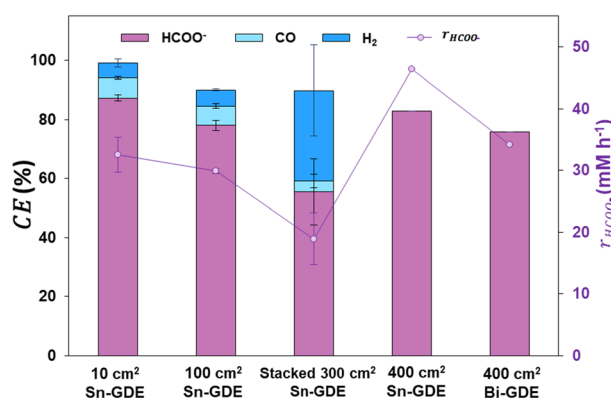 HCOO⁻ CO H₂ r_HCOO-
100
80
60
40
20
0
CE (%)
50
40
30
20
10
0
r_HCOO- (mM h⁻¹)
10 cm² 100 cm² Stacked 300 cm² 400 cm² 400 cm²
Sn-GDE Sn-GDE Sn-GDE Sn-GDE Bi-GDE